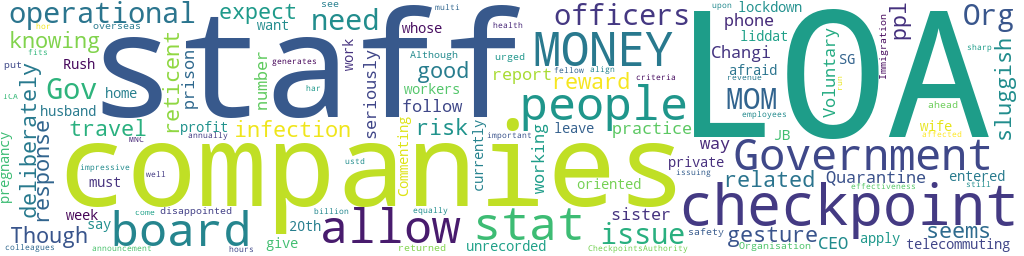 operational
staff
LOA
companies
expect see need
want
whose
officers ppl Org
phone lockdown
multi upon
overseas health
knowing
fits
reticent
prison
number
work
seriously
Although
urged
fellow align
criteria
MONEY
Changi liddat
afraid SG
revenue
MOM
employees
Voluntary
Immigration
sharp
sluggish
put Rush
Gov home
ICA husband
generates
good
workers
follow
report reward
people
practice
JB
ahead
wife
affected
deliberately
response
travel profit infection
annually
MNC
Commenting
risk
currently
important
working
leave
way
private
issuing
Government
related Quarantine entered
still
effectiveness
pregnancy
impressive
must
well
ustd
oriented
checkpoint
week
disappointed
allow
equally
stat
sister
issue
safety
gesture
Organisation
CEO apply
seems
telecommuting
Though
say
board
come
20th
billion
give
unrecorded
colleagues
announcement
hours
returned
CheckpointsAuthority